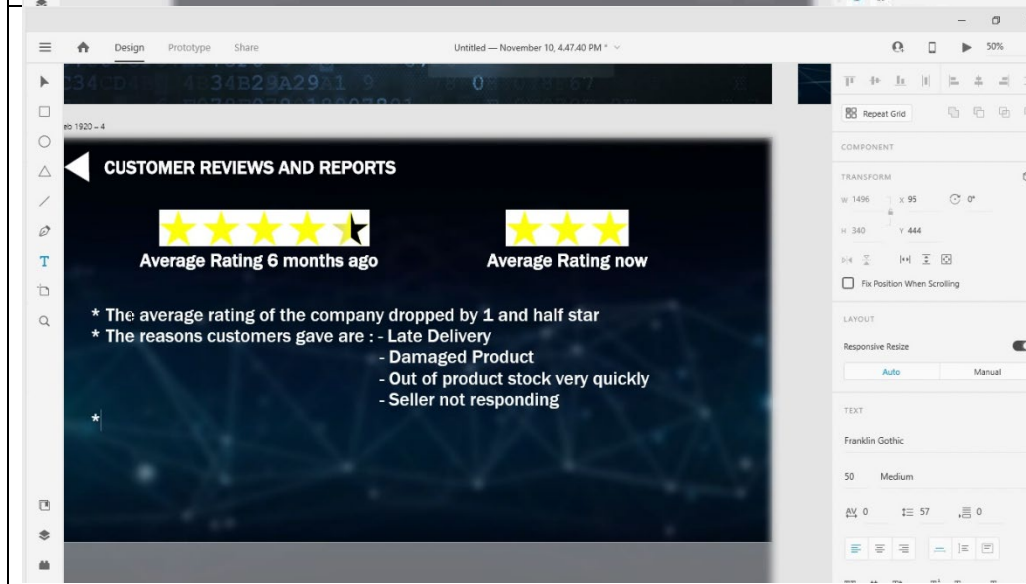 Design Prototype Share Untitled — November 10, 4.47.40 PM * 50%
Repeat Grid
eb 1920 – 4
COMPONENT
CUSTOMER REVIEWS AND REPORTS
TRANSFORM
W 1496 X 95 0°
H 340 Y 444
Average Rating 6 months ago Average Rating now
Fix Position When Scrolling
* The average rating of the company dropped by 1 and half star
* The reasons customers gave are : - Late Delivery
- Damaged Product
- Out of product stock very quickly
- Seller not responding
*
LAYOUT
Responsive Resize
Auto Manual
TEXT
Franklin Gothic
50 Medium
AV 0 57 0